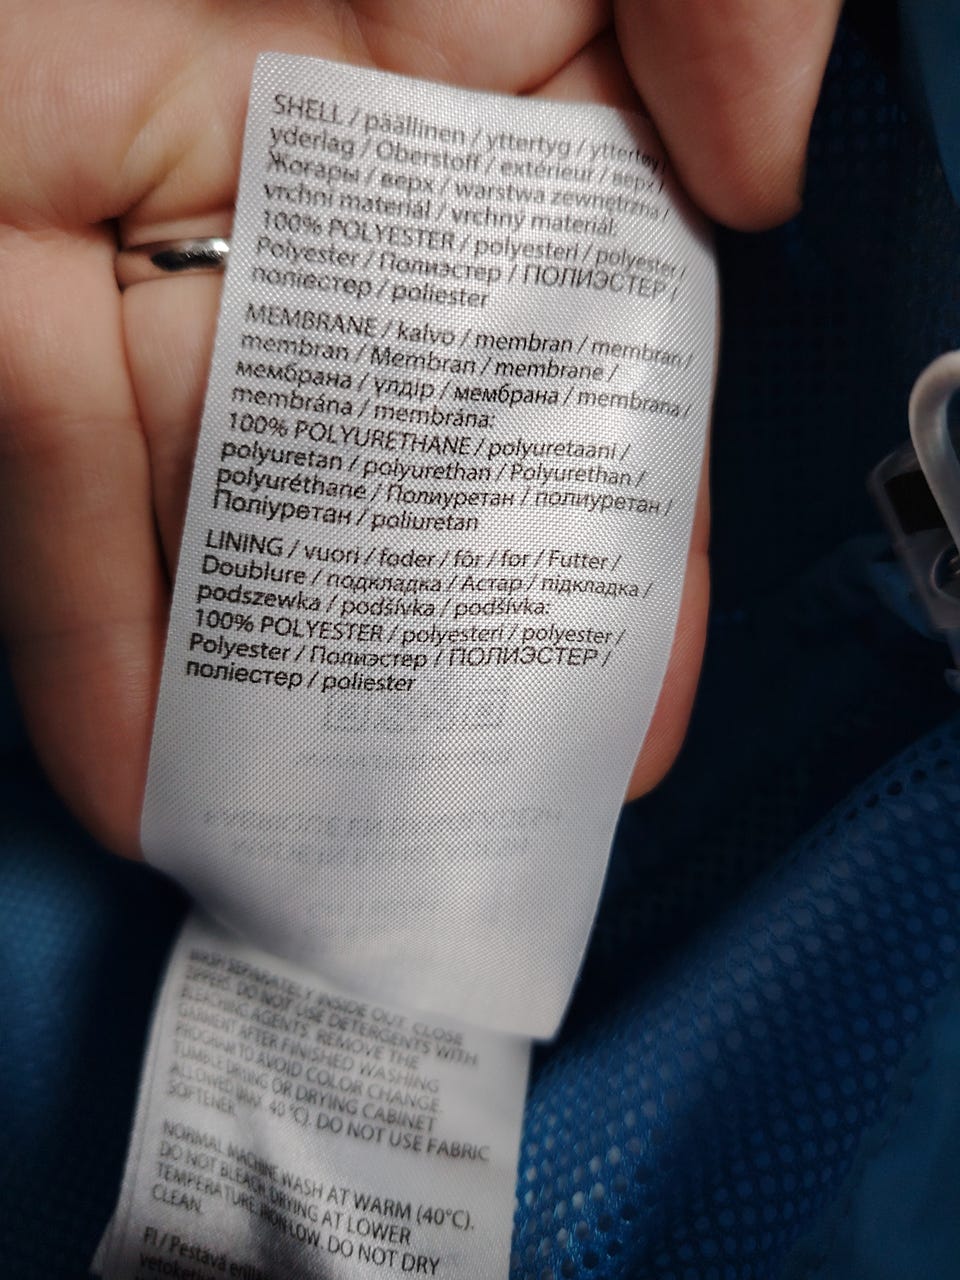 SHELL / päällinen / yttertyg / yttertøy /
yderlag / Oberstoff / extérieur / верх /
Жоғары / верх / warstwa zewnętrzna /
vrchní materiál / vrchný materiál:
100% POLYESTER / polyesteri / polyester /
Polyester / Полиэстер / ПОЛИЭСТЕР /
поліестер / poliester
MEMBRANE / kalvo / membran / membran /
membran / Membran / membrane /
мембрана / үлдір / мембрана / membrana /
membrána / membrána:
100% POLYURETHANE / polyuretaani /
polyuretan / polyurethan / Polyurethan /
polyuréthane / Полиуретан / полиуретан /
Поліуретан / poliuretan
LINING / vuori / foder / fôr / for / Futter /
Doublure / подкладка / Астар / підкладка /
podszewka / podšívka / podšívka:
100% POLYESTER / polyesteri / polyester /
Polyester / Полиэстер / ПОЛИЭСТЕР /
поліестер / poliester
WASH SEPARATELY INSIDE OUT. CLOSE
ZIPPERS. DO NOT USE DETERGENTS WITH
BLEACHING AGENTS. REMOVE THE
GARMENT AFTER FINISHED WASHING
PROGRAM TO AVOID COLOR CHANGE.
TUMBLE DRYING OR DRYING CABINET
ALLOWED (MAX. 40°C). DO NOT USE FABRIC
SOFTENER.
NORMAL MACHINE WASH AT WARM (40°C).
DO NOT BLEACH. DRYING AT LOWER
TEMPERATURE. IRON LOW. DO NOT DRY
CLEAN.
FI / Pestävä